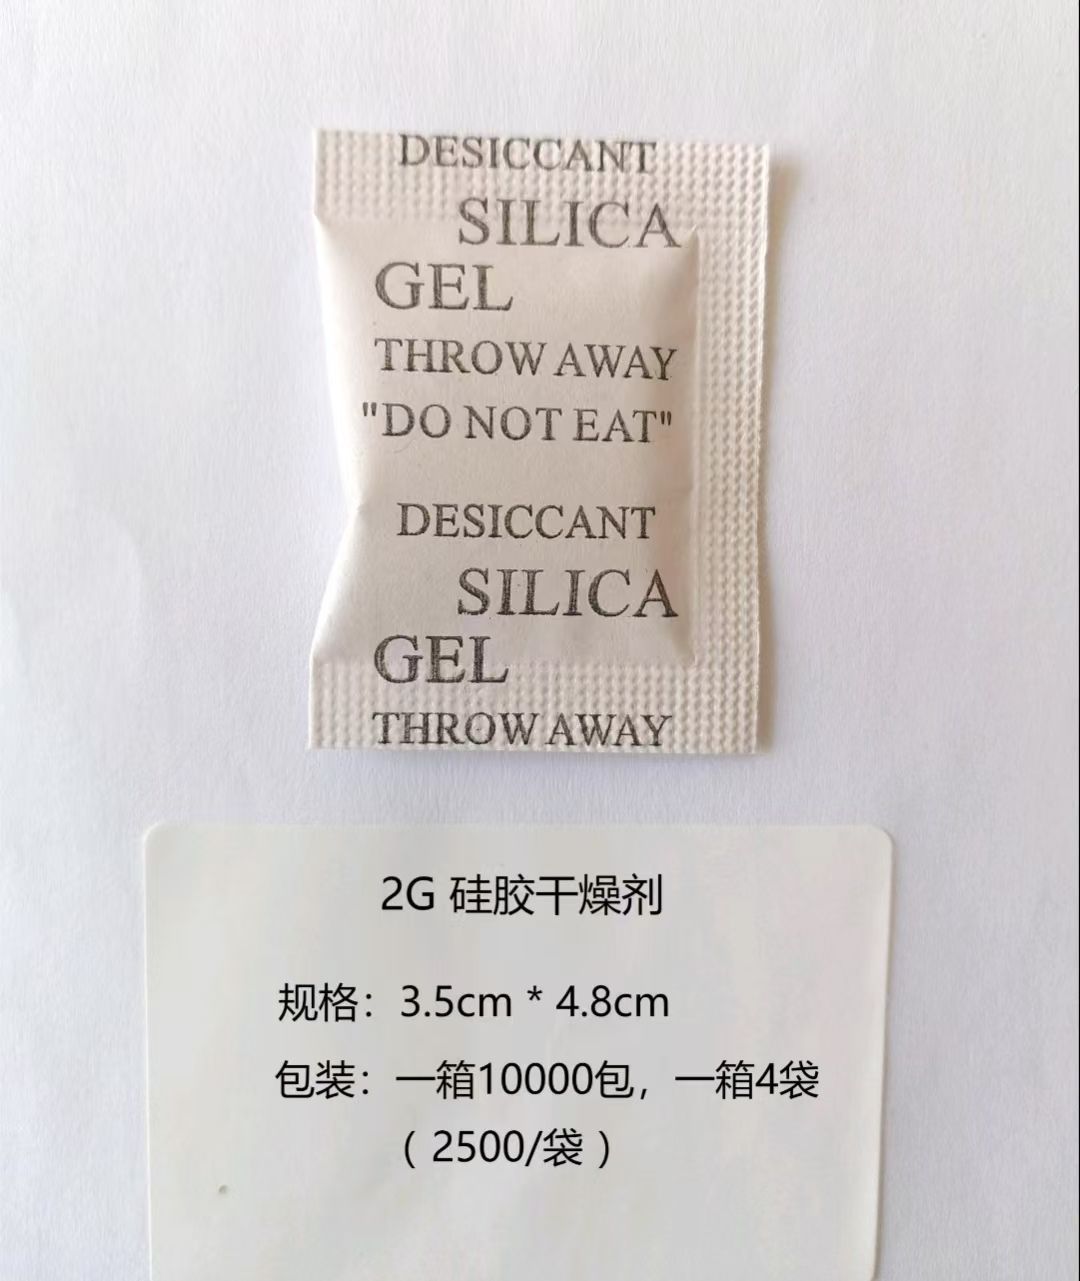 DESICCANT
SILICA
GEL
THROW AWAY
"DO NOT EAT"
DESICCANT
SILICA
GEL
THROW AWAY
2G 硅胶干燥剂
规格：3.5cm * 4.8cm
包装：一箱10000包，一箱4袋
（ 2500/袋 ）